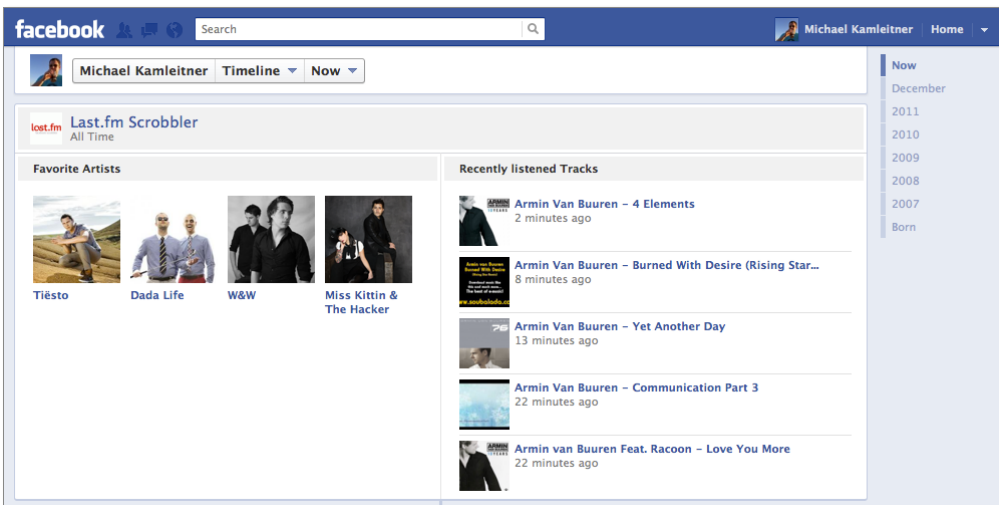 facebook Search Michael Kamleitner Home
Michael Kamleitner Timeline Now
Now
December
2011
2010
2009
2008
2007
Born
Last.fm Scrobbler
All Time
Favorite Artists
Tiësto
Dada Life
W&W
Miss Kittin &
The Hacker
Recently listened Tracks
Armin Van Buuren – 4 Elements
2 minutes ago
Armin Van Buuren – Burned With Desire (Rising Star...
8 minutes ago
Armin Van Buuren – Yet Another Day
13 minutes ago
Armin Van Buuren – Communication Part 3
22 minutes ago
Armin van Buuren Feat. Racoon – Love You More
22 minutes ago